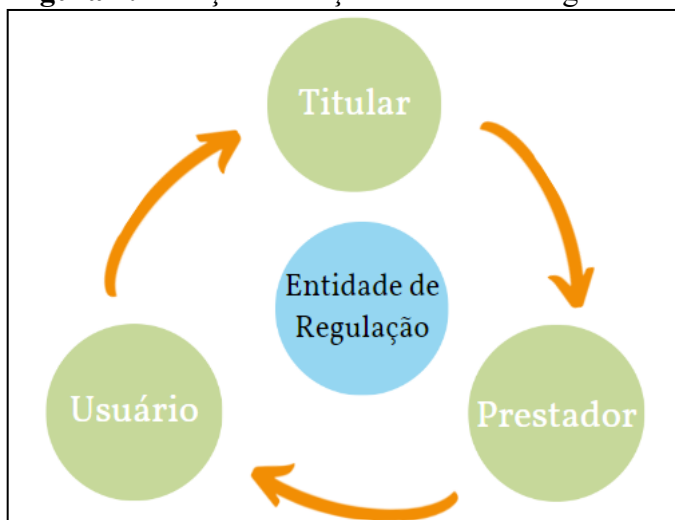 Titular
Entidade de
Regulação
Usuário
Prestador